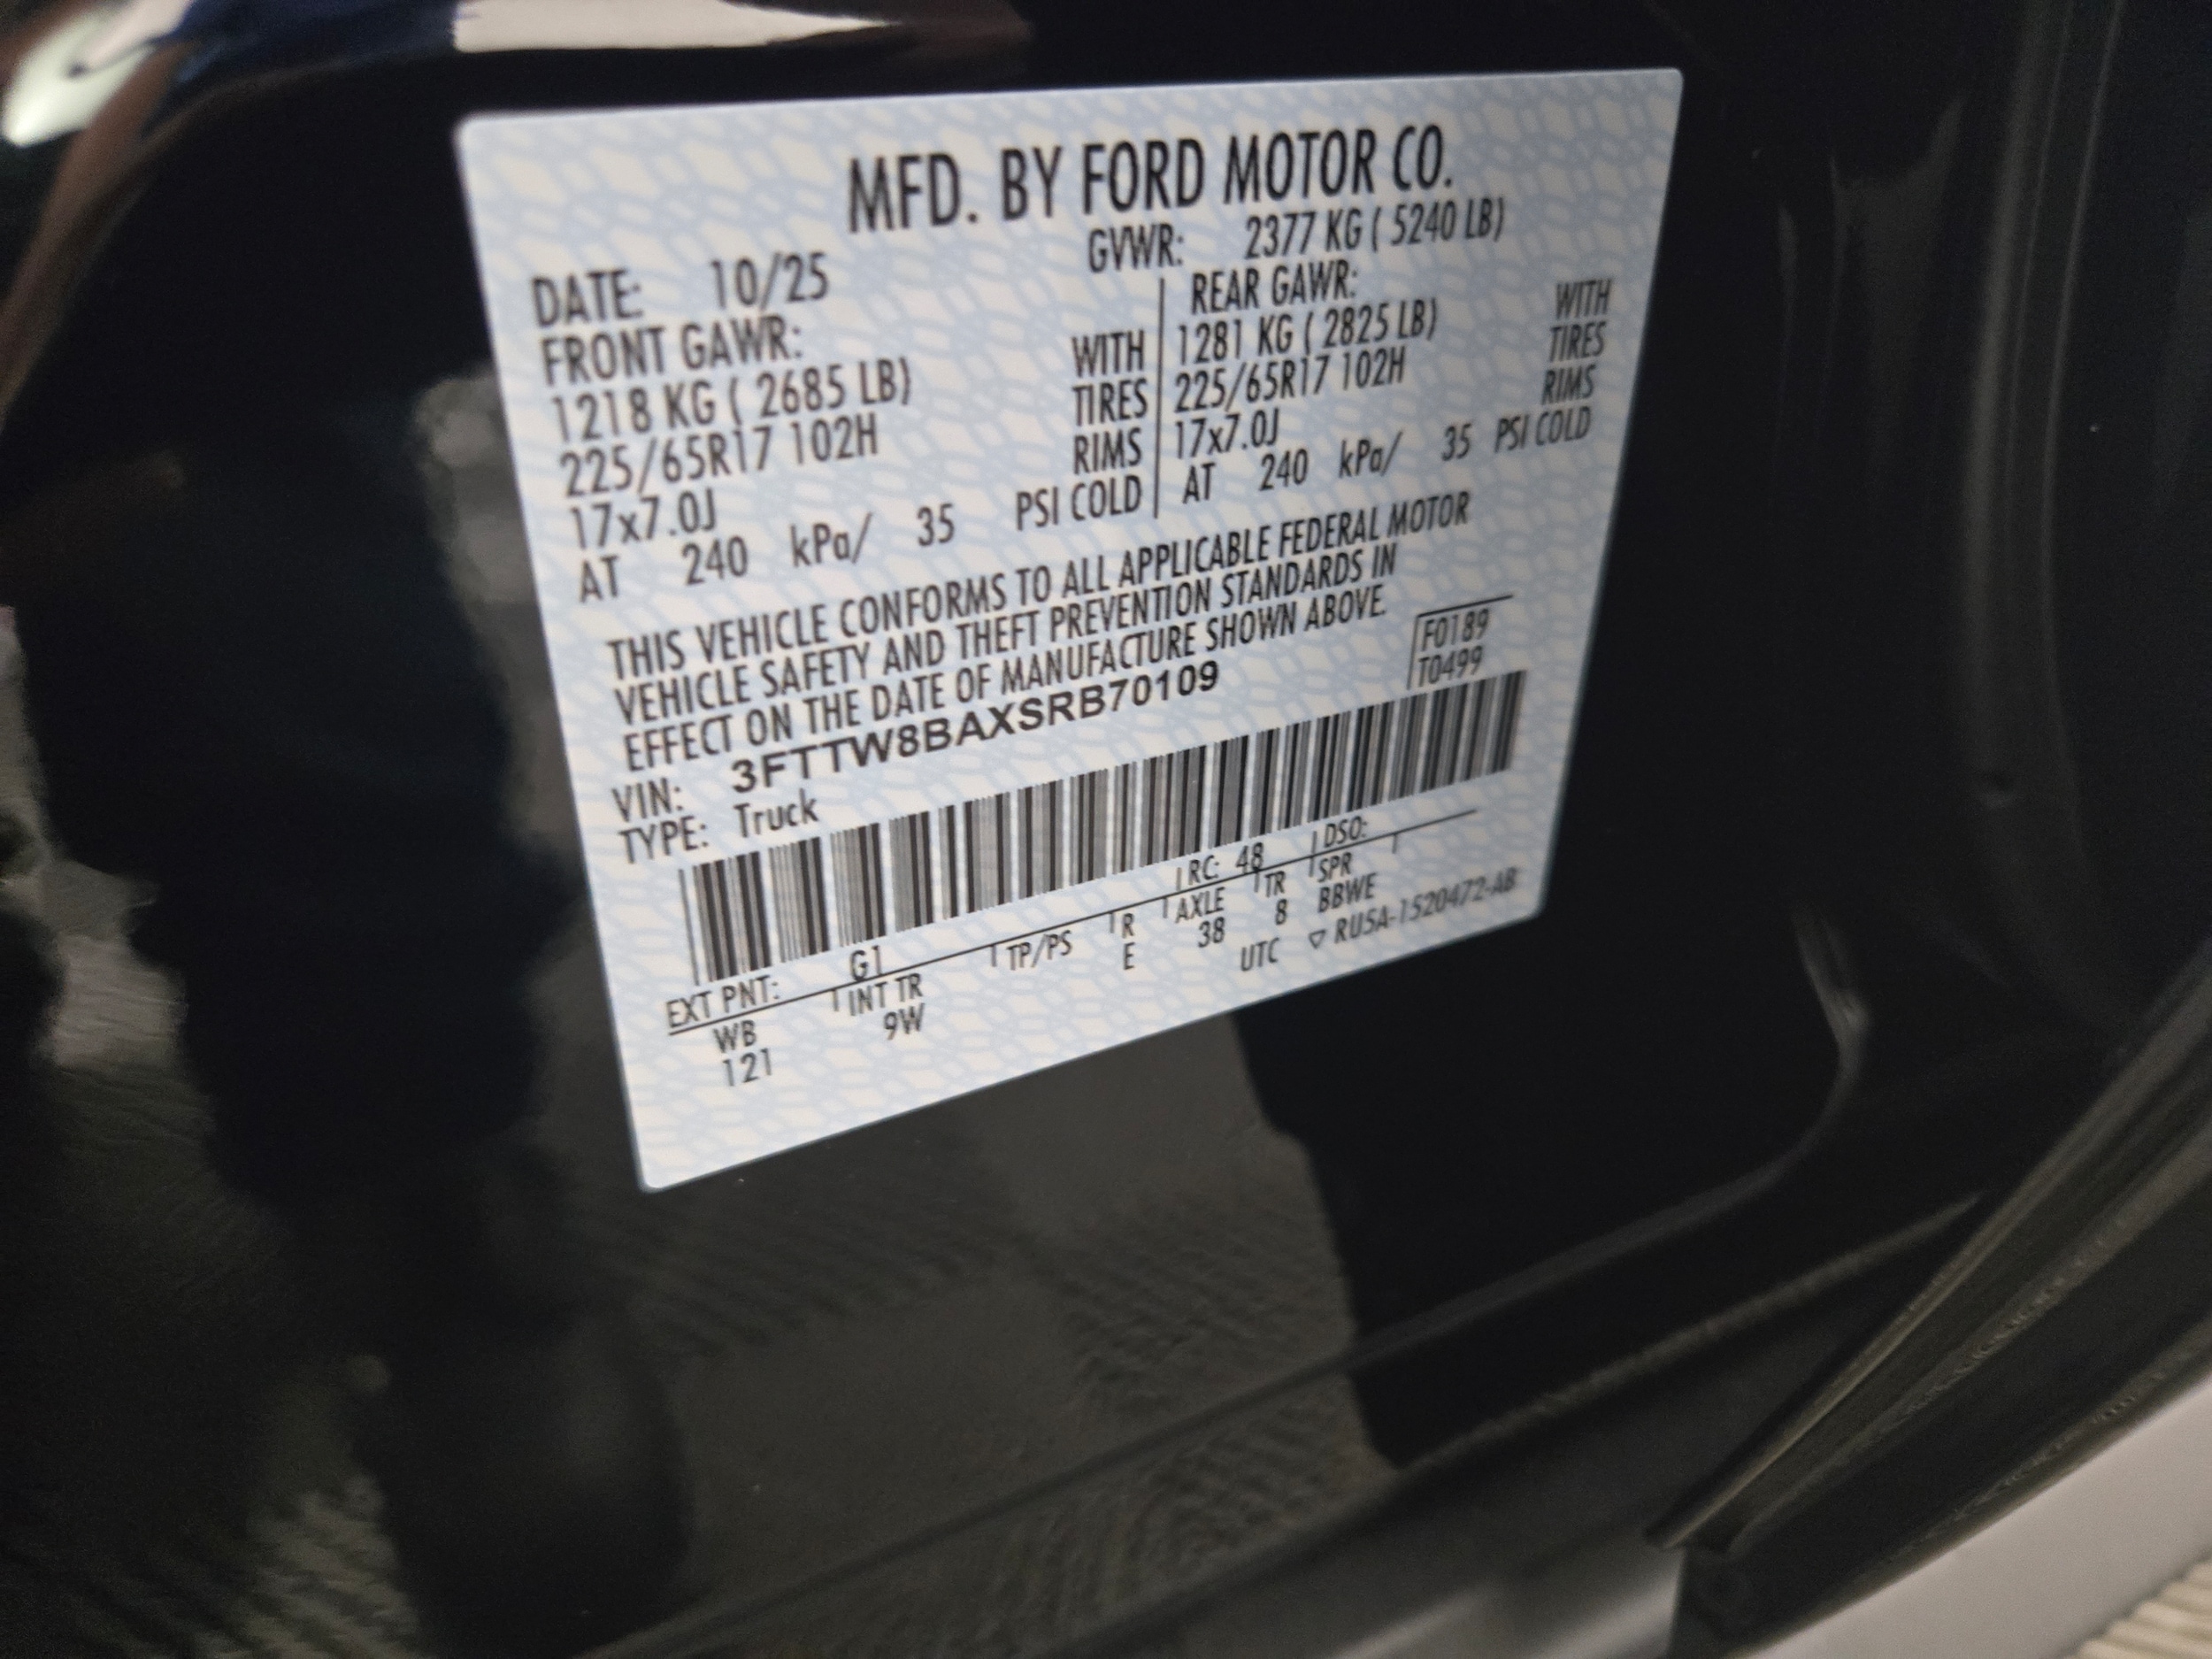 MFD. BY FORD MOTOR CO.
DATE: 10/25 GVWR: 2377 KG ( 5240 LB)
FRONT GAWR: REAR GAWR:
1218 KG ( 2685 LB) WITH 1281 KG ( 2825 LB) WITH
225/65R17 102H TIRES 225/65R17 102H TIRES
17x7.0J RIMS 17x7.0J RIMS
AT 240 kPa/ 35 PSI COLD AT 240 kPa/ 35 PSI COLD
THIS VEHICLE CONFORMS TO ALL APPLICABLE FEDERAL MOTOR
VEHICLE SAFETY AND THEFT PREVENTION STANDARDS IN
EFFECT ON THE DATE OF MANUFACTURE SHOWN ABOVE.
VIN: 3FTTW8BAXSRB70109 F0189
TYPE: Truck T0499
EXT PNT: G1 RC: 48 DSO:
WB INT TR TP/PS R AXLE TR SPR
121 9W E 38 8 BBWE
UTC ▽ RU5A-1520472-AB